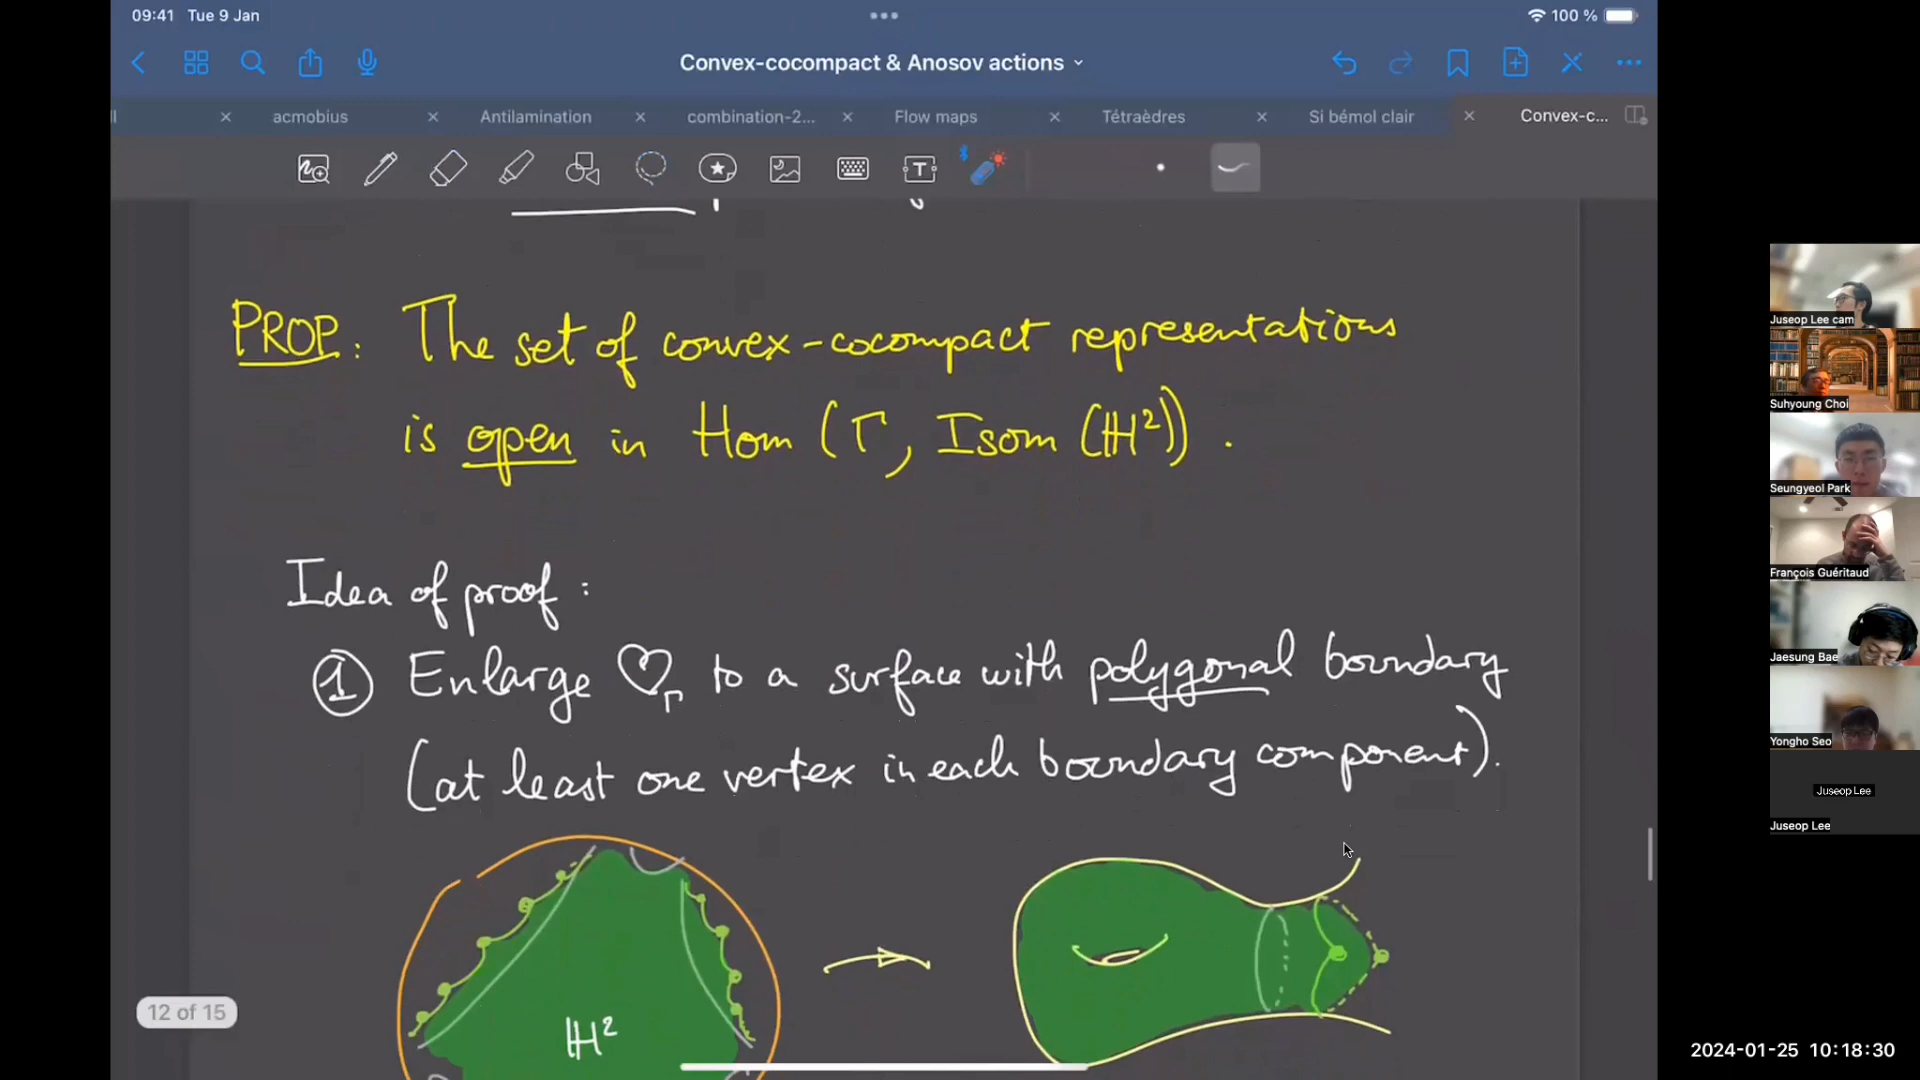 09:41 Tue 9 Jan
100 %
Convex-cocompact & Anosov actions
acmobius
Antilamination
combination-2...
Flow maps
Tétraèdres
Si bémol clair
Convex-c...
PROP: The set of convex-cocompact representations
is open in Hom (Γ, Isom (ℍ²)).
Idea of proof :
① Enlarge ♡Γ to a surface with polygonal boundary
(at least one vertex in each boundary component).
ℍ²
12 of 15
Juseop Lee cam
Suhyoung Choi
Seungyeol Park
François Guéritaud
Jaesung Bae
Yongho Seo
Juseop Lee
Juseop Lee
2024-01-25 10:18:30